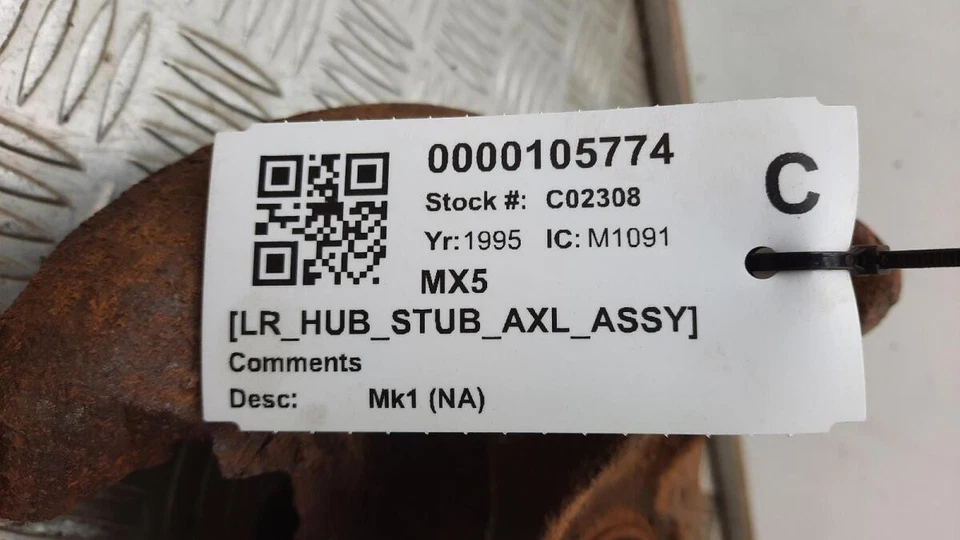 0000105774
C
Stock #: C02308
Yr:1995 IC: M1091
MX5
[LR_HUB_STUB_AXL_ASSY]
Comments
Desc: Mk1 (NA)